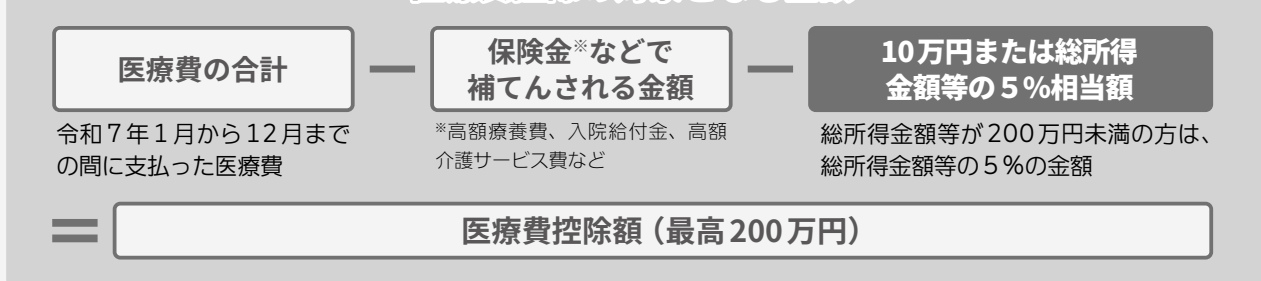 医療費の合計
保険金※などで
補てんされる金額
10万円または総所得
金額等の5%相当額
令和7年1月から12月まで
の間に支払った医療費
※高額療養費、入院給付金、高額
介護サービス費など
総所得金額等が200万円未満の方は、
総所得金額等の5%の金額
医療費控除額(最高200万円)